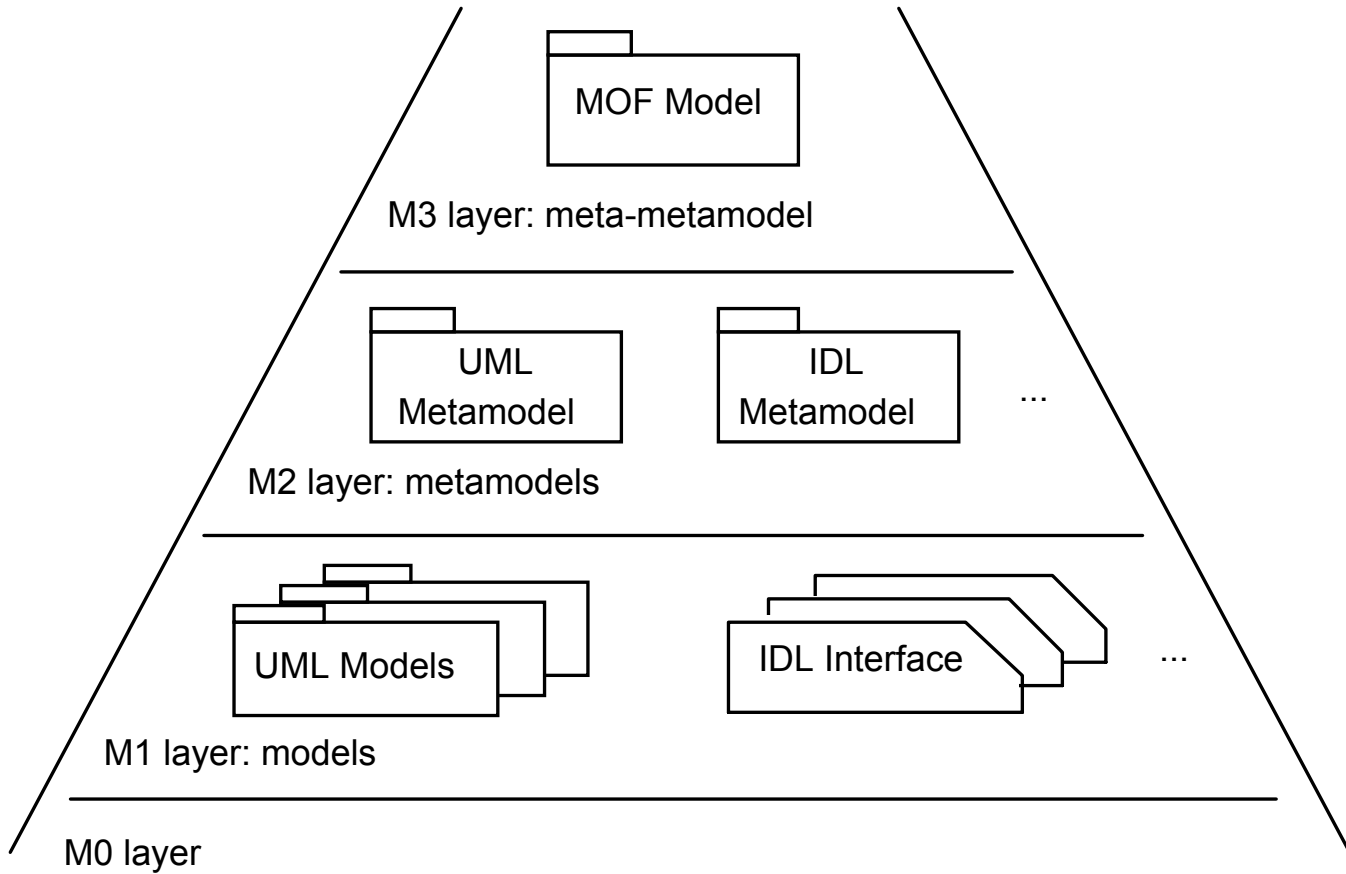 MOF Model
M3 layer: meta-metamodel
UML
Metamodel
IDL
Metamodel
...
M2 layer: metamodels
UML Models
IDL Interface
...
M1 layer: models
M0 layer